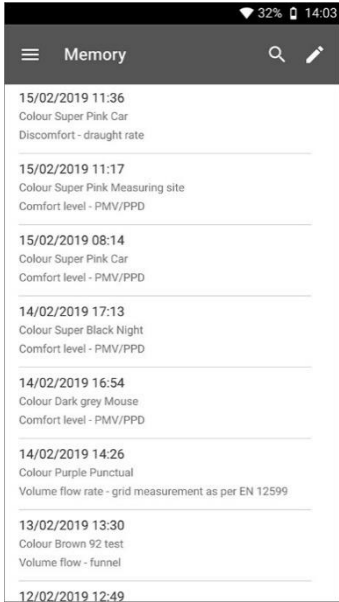 32% 14:03
Memory
15/02/2019 11:36
Colour Super Pink Car
Discomfort - draught rate
15/02/2019 11:17
Colour Super Pink Measuring site
Comfort level - PMV/PPD
15/02/2019 08:14
Colour Super Pink Car
Comfort level - PMV/PPD
14/02/2019 17:13
Colour Super Black Night
Comfort level - PMV/PPD
14/02/2019 16:54
Colour Dark grey Mouse
Comfort level - PMV/PPD
14/02/2019 14:26
Colour Purple Punctual
Volume flow rate - grid measurement as per EN 12599
13/02/2019 13:30
Colour Brown 92 test
Volume flow - funnel
12/02/2019 12:49